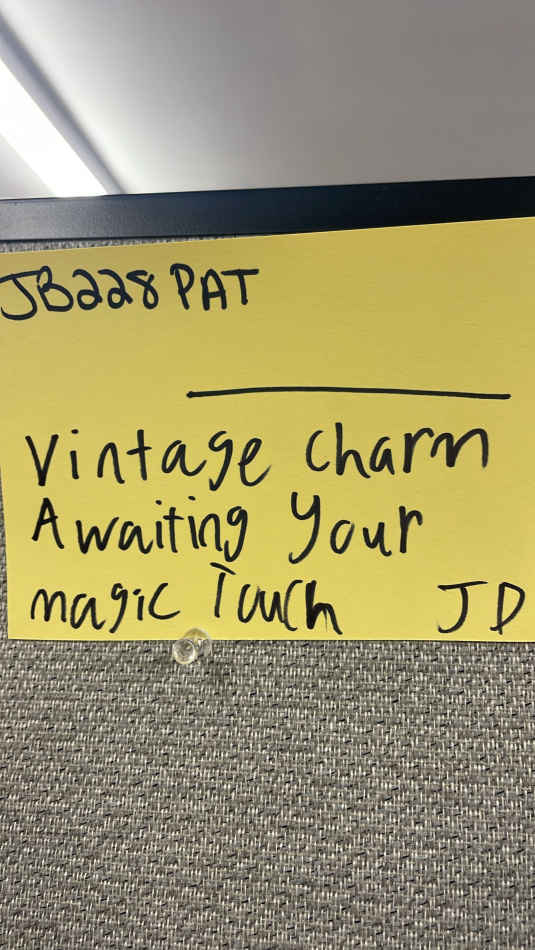 JB228 PAT
Vintage charm
Awaiting Your
magic Touch JD